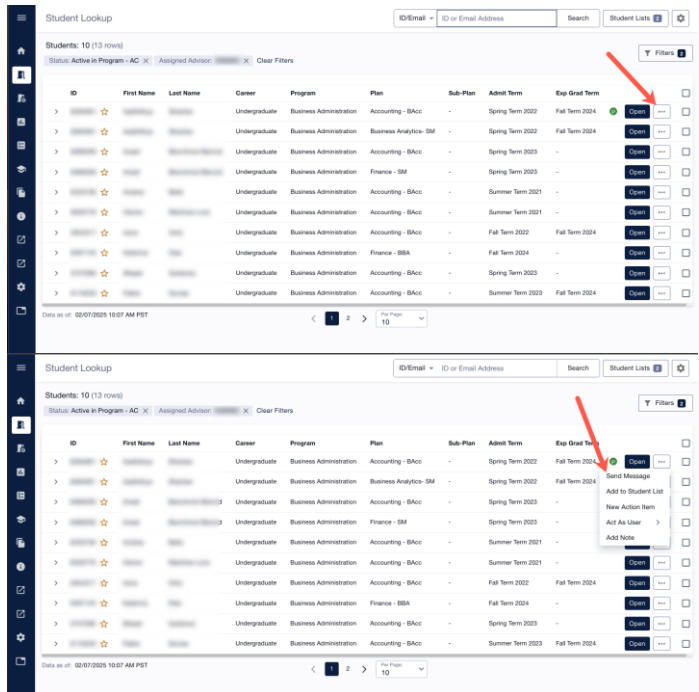 Student Lookup ID/Email ID or Email Address Search Student Lists 2
Students: 10 (13 rows) Filters 2
Status: Active in Program - AC X Assigned Advisor: X Clear Filters
ID First Name Last Name Career Program Plan Sub-Plan Admit Term Exp Grad Term
Undergraduate Business Administration Accounting - BAcc - Spring Term 2022 Fall Term 2024 P Open ...
Undergraduate Business Administration Business Analytics- SM - Spring Term 2022 Fall Term 2024 Open ...
Undergraduate Business Administration Accounting - BAcc - Spring Term 2023 - Open ...
Undergraduate Business Administration Finance - SM - Spring Term 2023 - Open ...
Undergraduate Business Administration Accounting - BAcc - Summer Term 2021 - Open ...
Undergraduate Business Administration Accounting - BAcc - Summer Term 2021 - Open ...
Undergraduate Business Administration Accounting - BAcc - Fall Term 2022 Fall Term 2024 Open ...
Undergraduate Business Administration Finance - BBA - Fall Term 2024 - Open ...
Undergraduate Business Administration Accounting - BAcc - Spring Term 2023 - Open ...
Undergraduate Business Administration Accounting - BAcc - Summer Term 2023 Fall Term 2024 Open ...
Data as of: 02/07/2025 10:07 AM PST < 1 2 > Per Page: 10
Student Lookup ID/Email ID or Email Address Search Student Lists 2
Students: 10 (13 rows) Filters 2
Status: Active in Program - AC X Assigned Advisor: X Clear Filters
ID First Name Last Name Career Program Plan Sub-Plan Admit Term Exp Grad Term
Undergraduate Business Administration Accounting - BAcc - Spring Term 2022 Fall Term 2024 P Open ...
Undergraduate Business Administration Business Analytics- SM - Spring Term 2022 Fall Term 2024
Undergraduate Business Administration Accounting - BAcc - Spring Term 2023 -
Undergraduate Business Administration Finance - SM - Spring Term 2023 -
Undergraduate Business Administration Accounting - BAcc - Summer Term 2021 -
Send Message
Add to Student List
New Action Item
Act As User >
Add Note
Undergraduate Business Administration Accounting - BAcc - Summer Term 2021 - Open ...
Undergraduate Business Administration Accounting - BAcc - Fall Term 2022 Fall Term 2024 Open ...
Undergraduate Business Administration Finance - BBA - Fall Term 2024 - Open ...
Undergraduate Business Administration Accounting - BAcc - Spring Term 2023 - Open ...
Undergraduate Business Administration Accounting - BAcc - Summer Term 2023 Fall Term 2024 Open ...
Data as of: 02/07/2025 10:07 AM PST < 1 2 > Per Page: 10